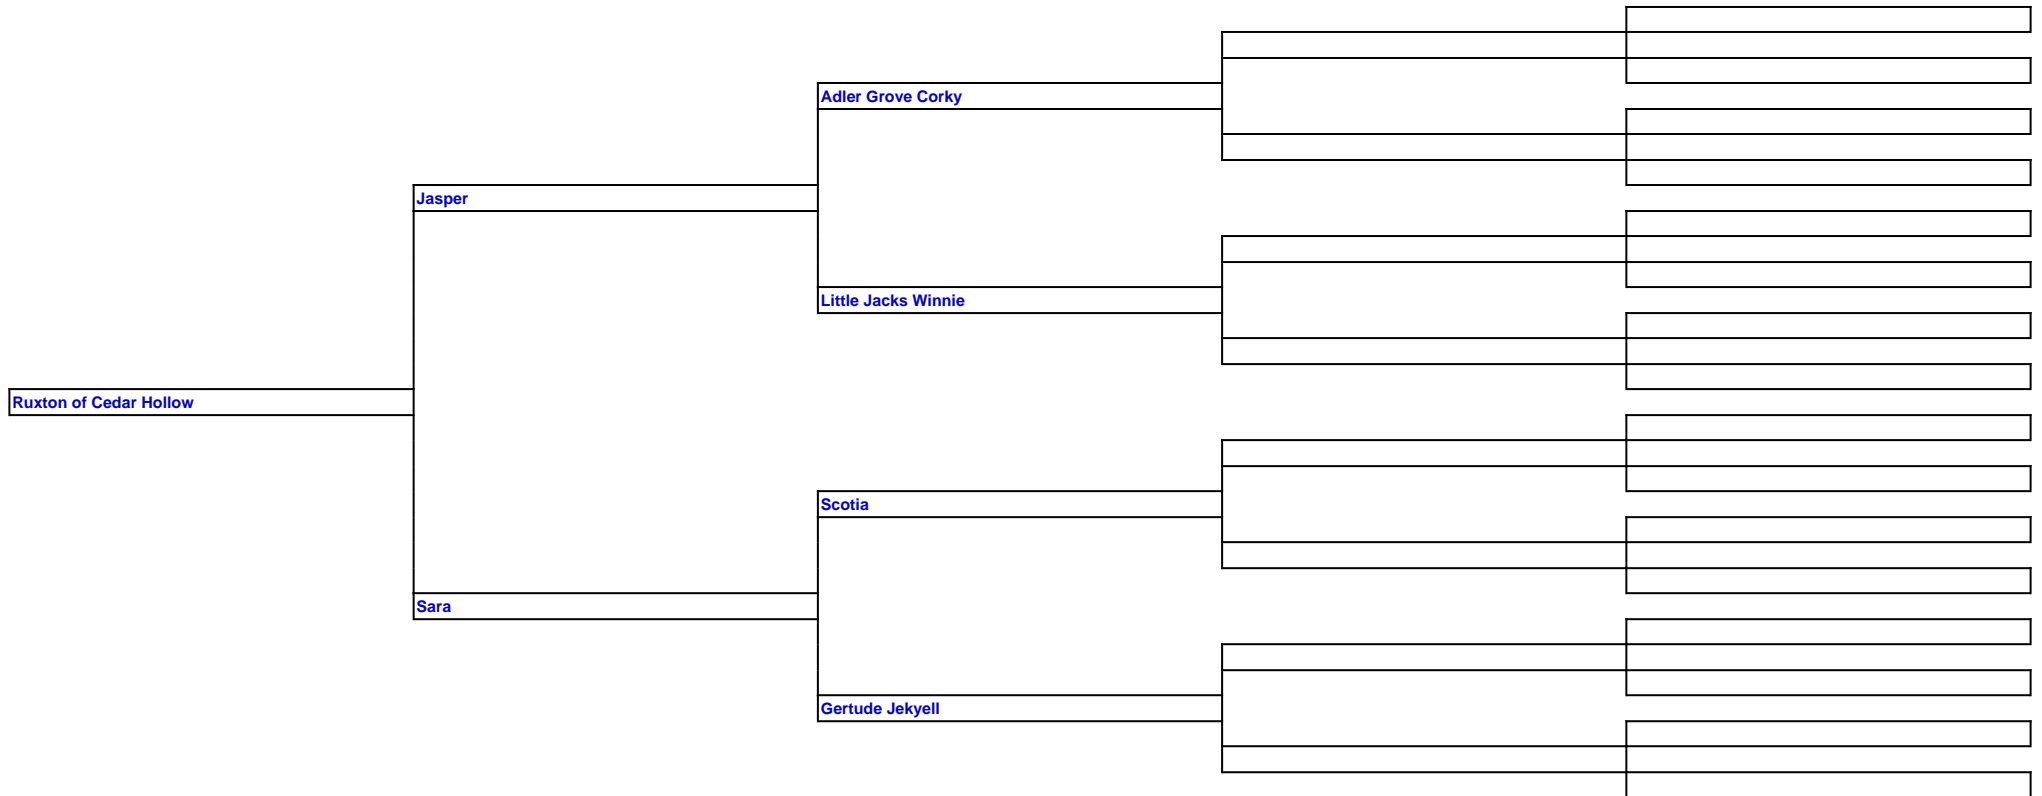 Adler Grove Corky
Jasper
Little Jacks Winnie
Ruxton of Cedar Hollow
Scotia
Sara
Gertude Jekyell